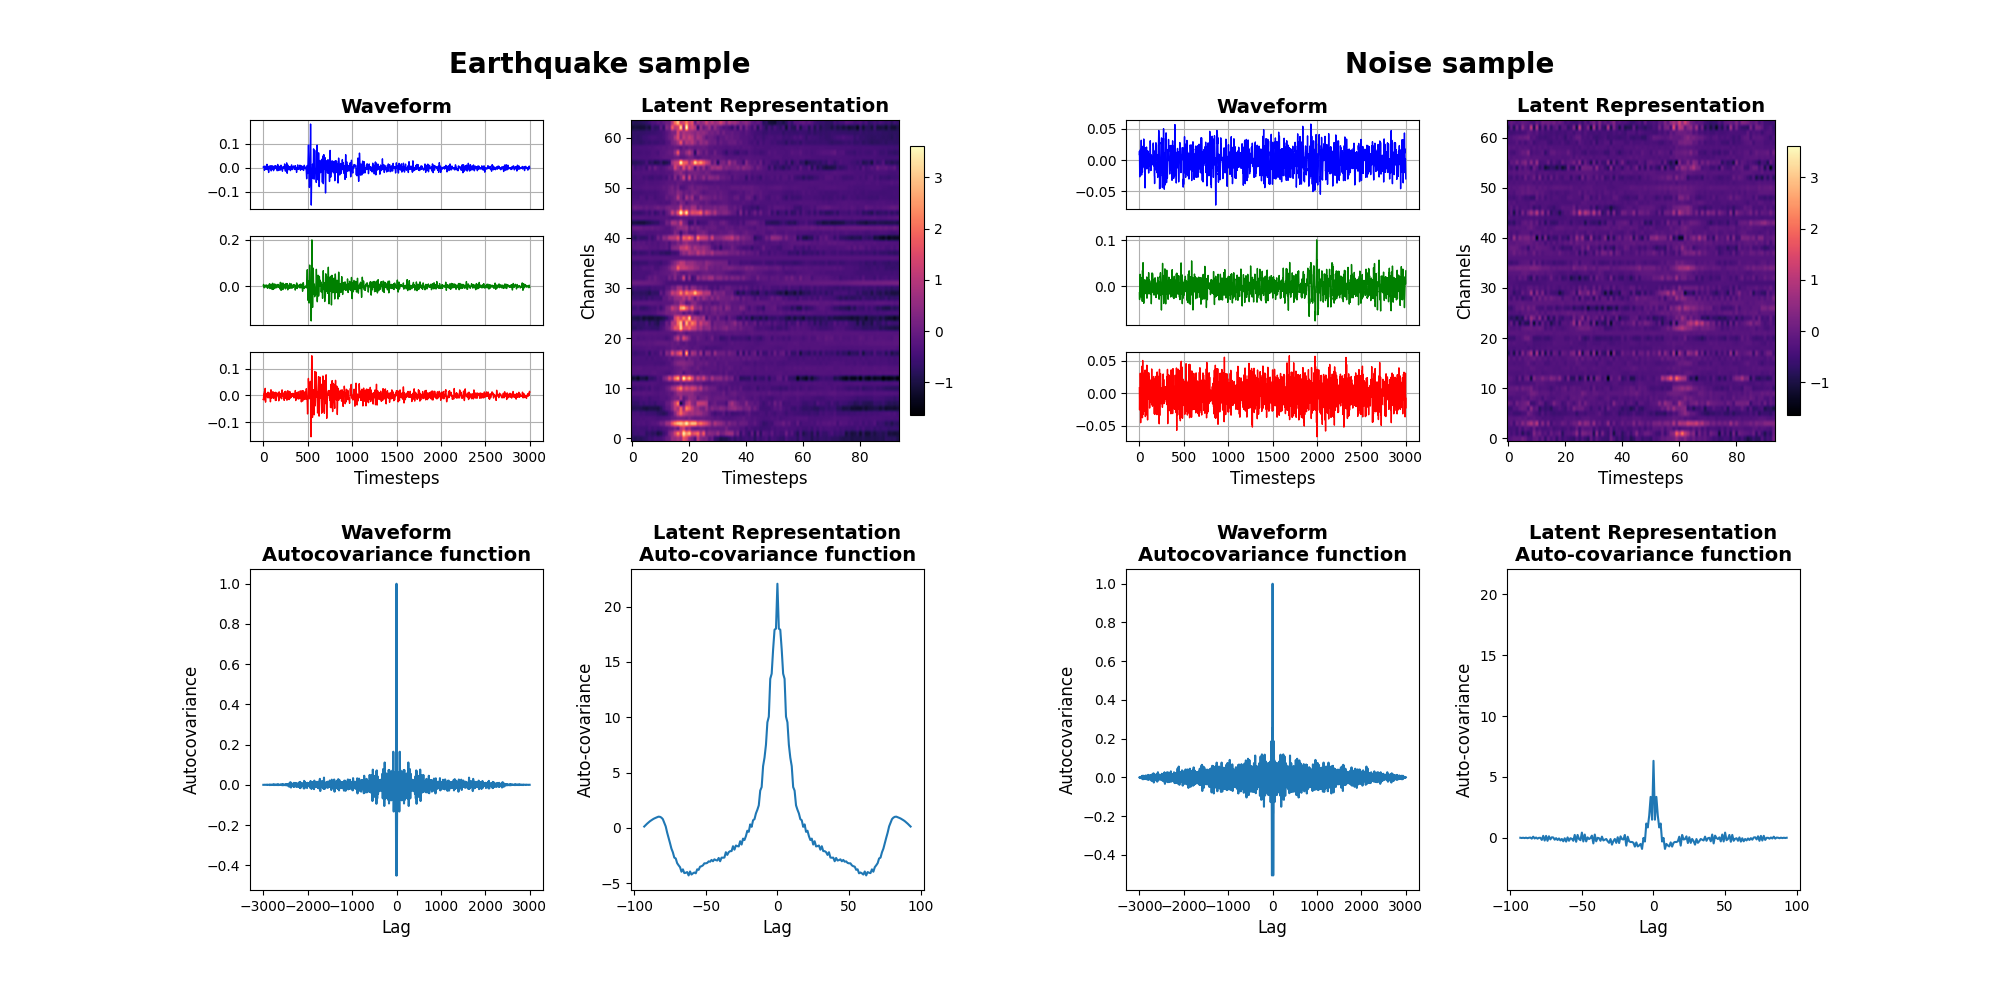 Earthquake sample
Noise sample
Waveform
Latent Representation
Waveform
Latent Representation
0.1
0.0
−0.1
0.2
0.0
0.1
0.0
−0.1
0 500 1000 1500 2000 2500 3000
Timesteps
Channels
60
50
40
30
20
10
0
0 20 40 60 80
Timesteps
3
2
1
0
−1
0.05
0.00
−0.05
0.1
0.0
0.05
0.00
−0.05
0 500 1000 1500 2000 2500 3000
Timesteps
Channels
60
50
40
30
20
10
0
0 20 40 60 80
Timesteps
3
2
1
0
−1
Waveform
Autocovariance function
Autocovariance
1.0
0.8
0.6
0.4
0.2
0.0
−0.2
−0.4
−3000 −2000 −1000 0 1000 2000 3000
Lag
Latent Representation
Auto-covariance function
Auto-covariance
20
15
10
5
0
−5
−100 −50 0 50 100
Lag
Waveform
Autocovariance function
Autocovariance
1.0
0.8
0.6
0.4
0.2
0.0
−0.2
−0.4
−3000 −2000 −1000 0 1000 2000 3000
Lag
Latent Representation
Auto-covariance function
Auto-covariance
20
15
10
5
0
−100 −50 0 50 100
Lag